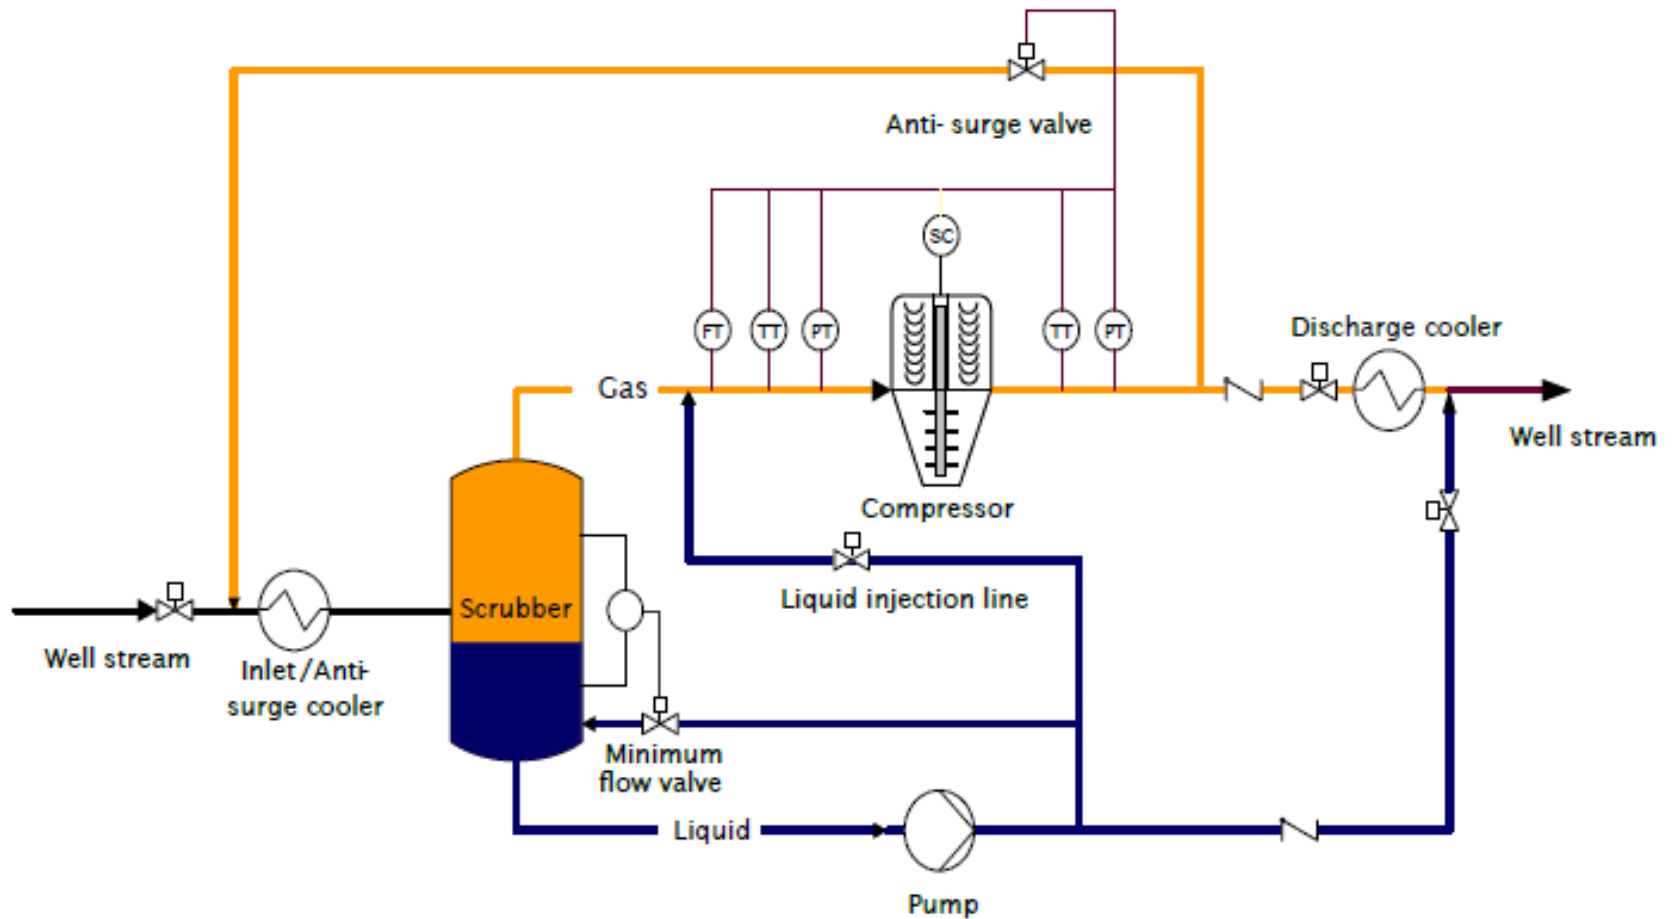 Anti- surge valve
SC
FT
TT
PT
TT
PT
Discharge cooler
Gas
Well stream
Compressor
Liquid injection line
Scrubber
Well stream
Inlet/Anti-
surge cooler
Minimum
flow valve
Liquid
Pump